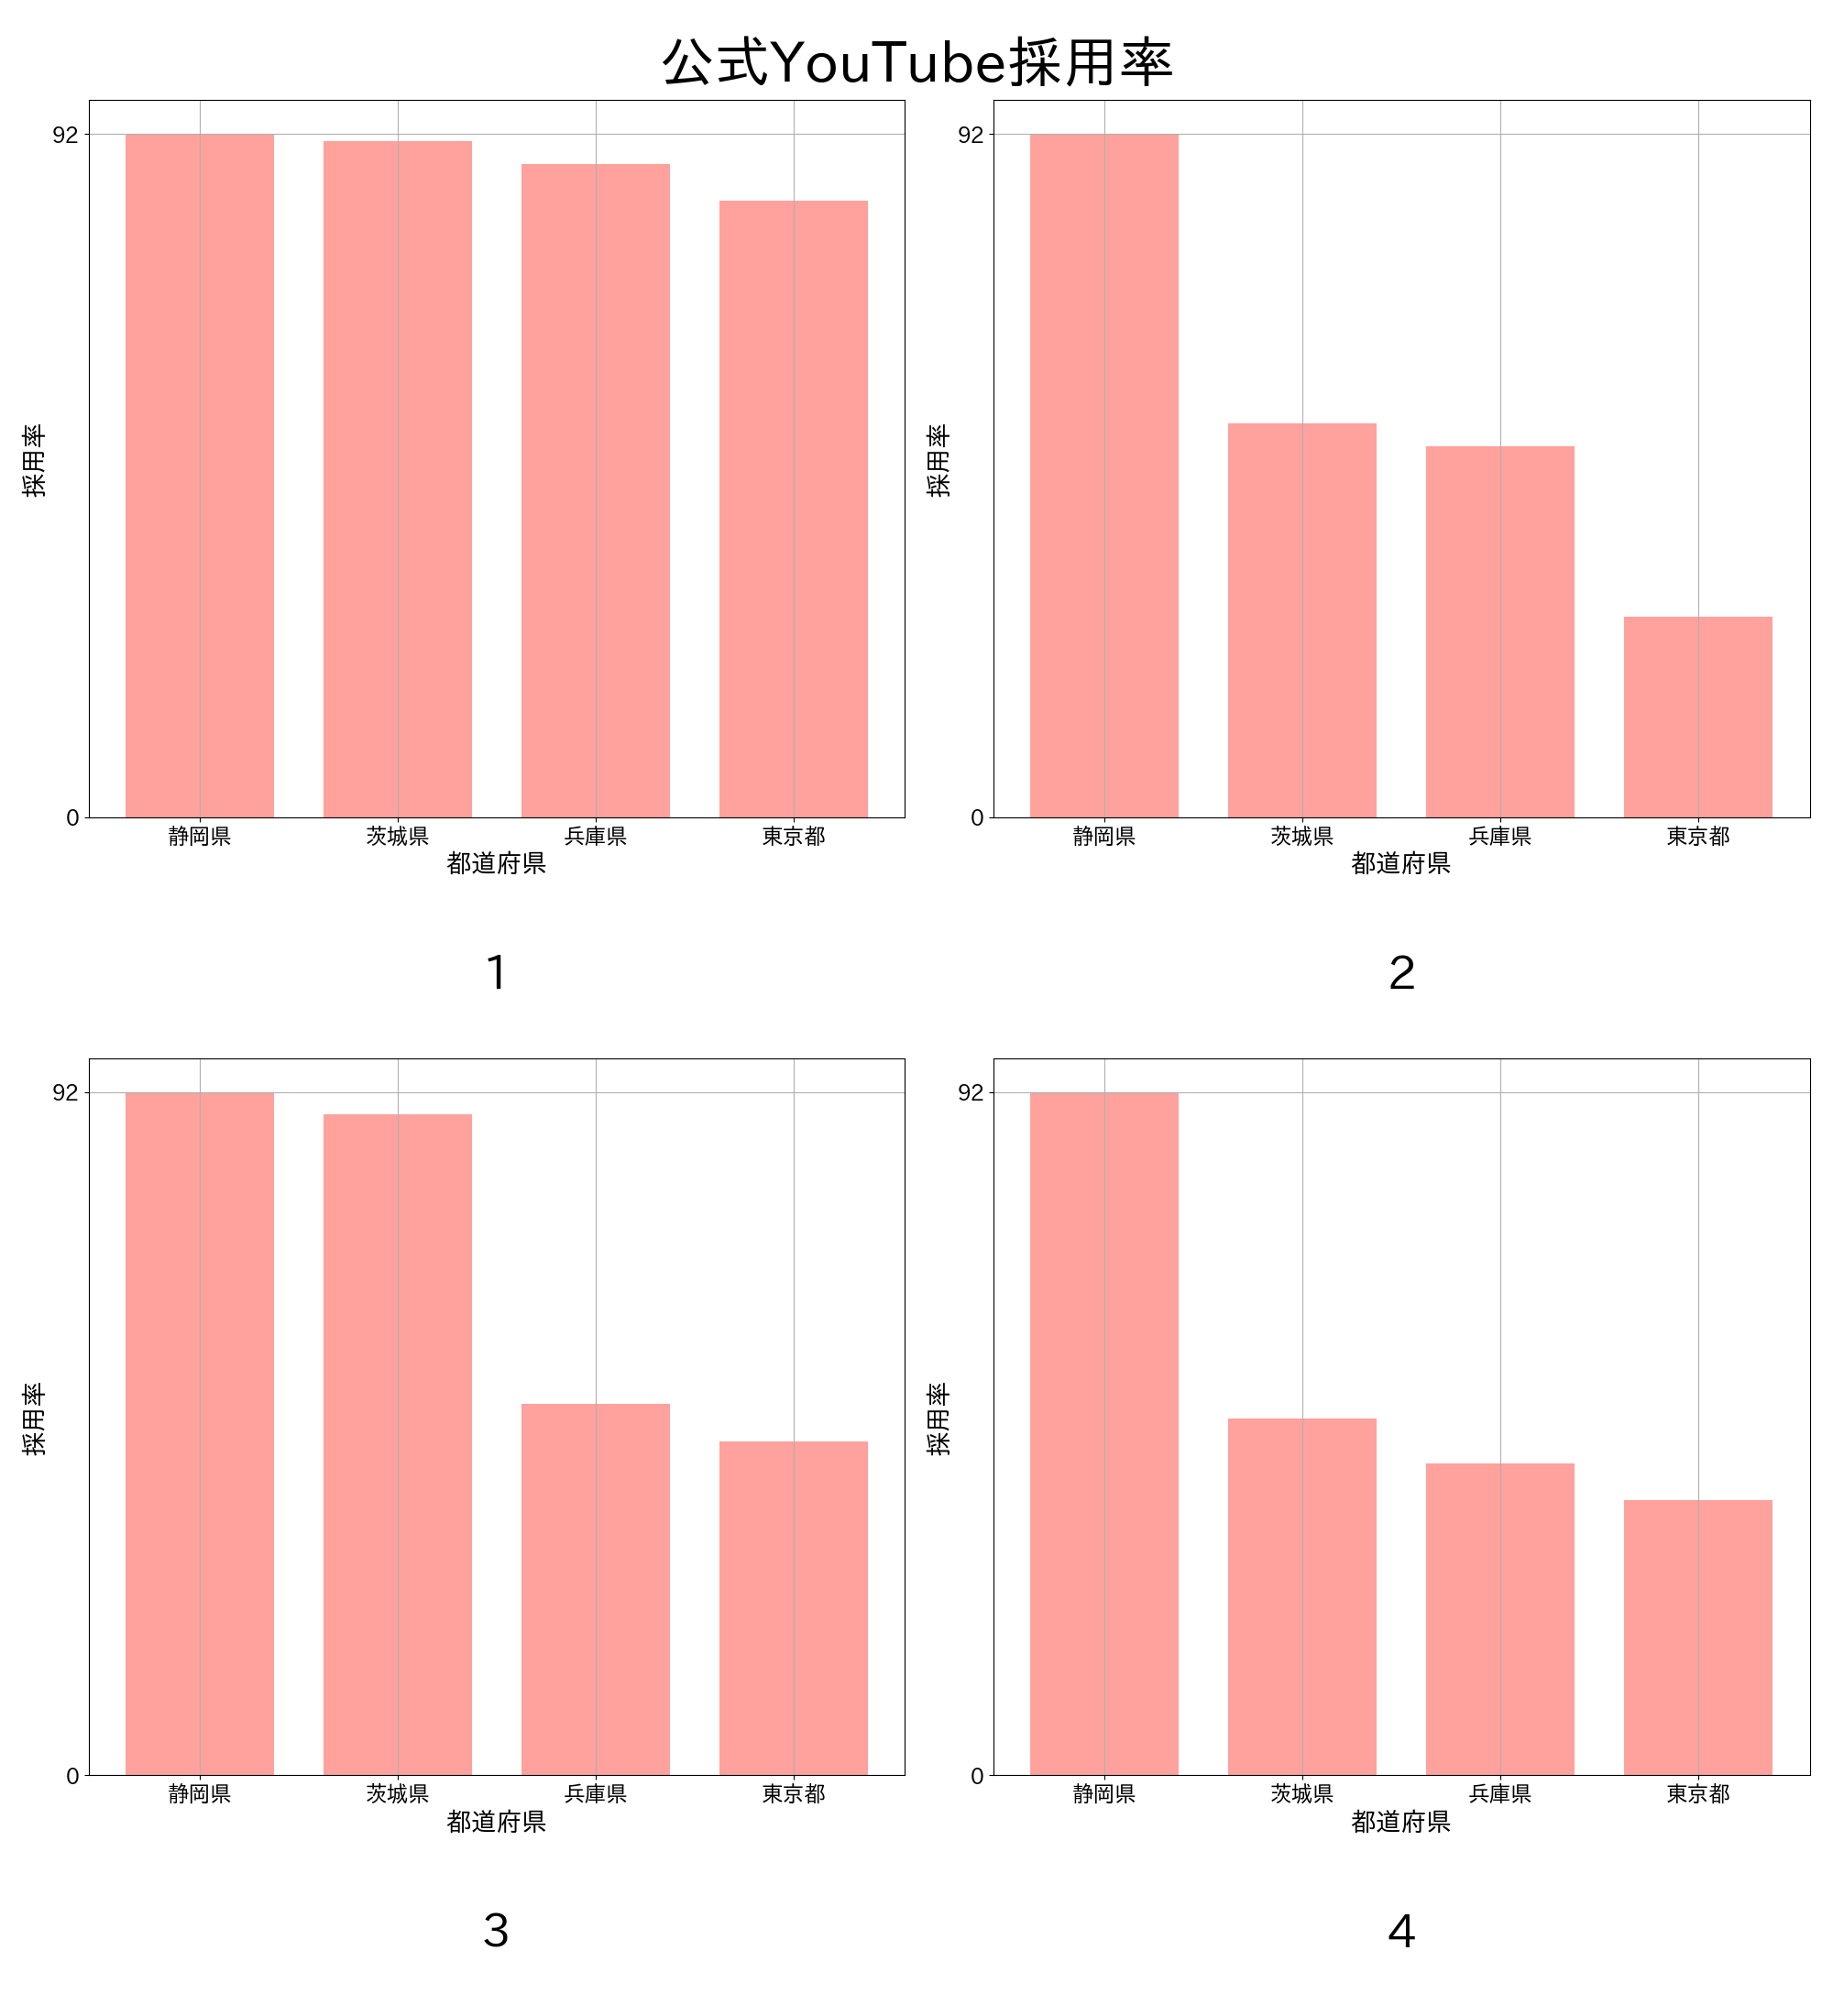 公式YouTube採用率
92
0
採用率
静岡県 茨城県 兵庫県 東京都
都道府県
1
92
0
採用率
静岡県 茨城県 兵庫県 東京都
都道府県
2
92
0
採用率
静岡県 茨城県 兵庫県 東京都
都道府県
3
92
0
採用率
静岡県 茨城県 兵庫県 東京都
都道府県
4